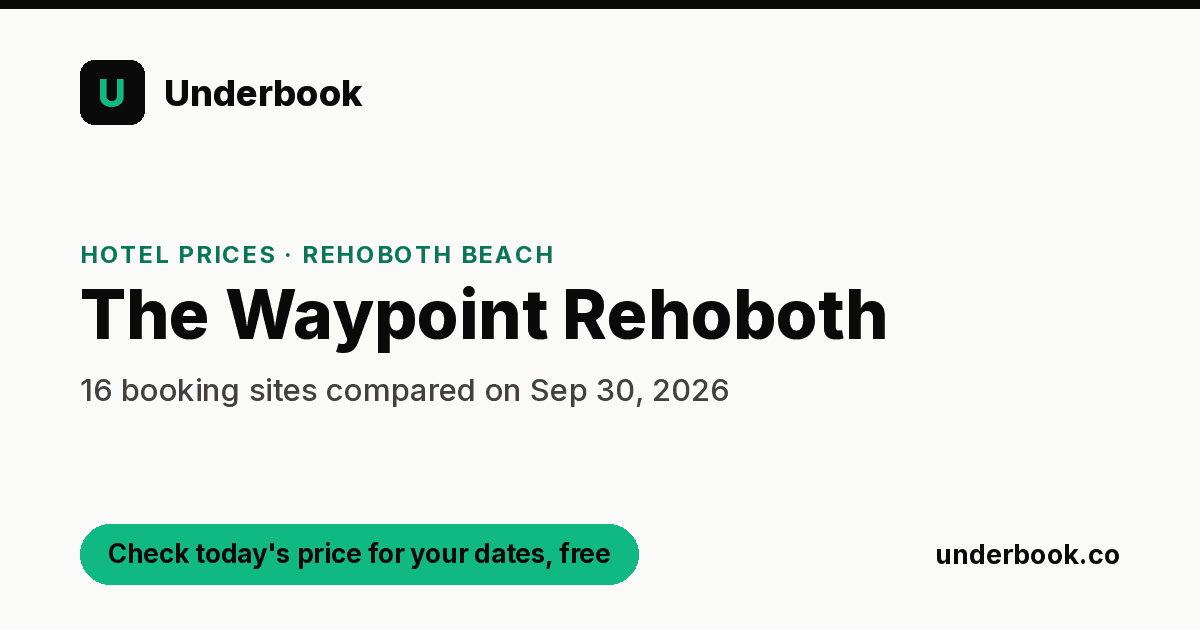 U Underbook
HOTEL PRICES · REHOBOTH BEACH
The Waypoint Rehoboth
16 booking sites compared on Sep 30, 2026
Check today's price for your dates, free
underbook.co